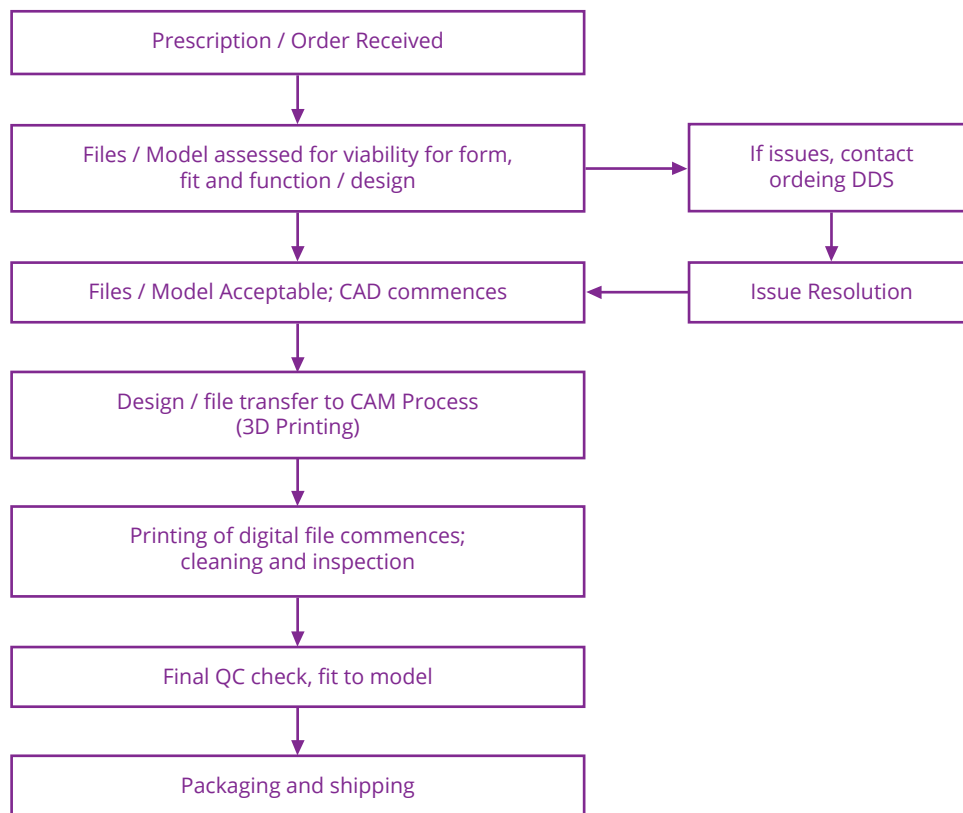 Prescription / Order Received
Files / Model assessed for viability for form,
fit and function / design
If issues, contact
ordeing DDS
Files / Model Acceptable; CAD commences
Issue Resolution
Design / file transfer to CAM Process
(3D Printing)
Printing of digital file commences;
cleaning and inspection
Final QC check, fit to model
Packaging and shipping